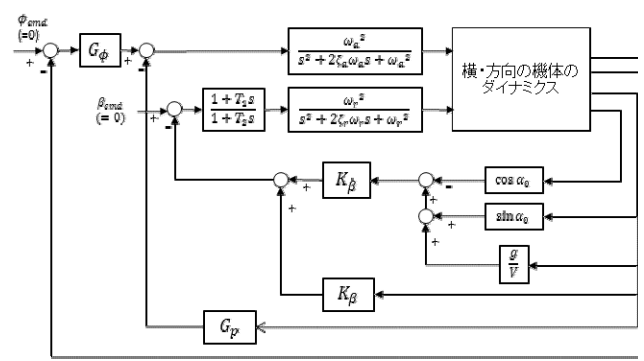 ϕcmd
(=0)
+
-
Gϕ
+
-
ωa²
s² + 2ζaωas + ωa²
横・方向の機体の
ダイナミクス
βcmd
(= 0)
+
-
1 + T2s
1 + T2s
ωr²
s² + 2ζrωrs + ωr²
+
+
Kβ̇
-
+
+
+
cos α0
sin α0
g
V
Kβ
Gp